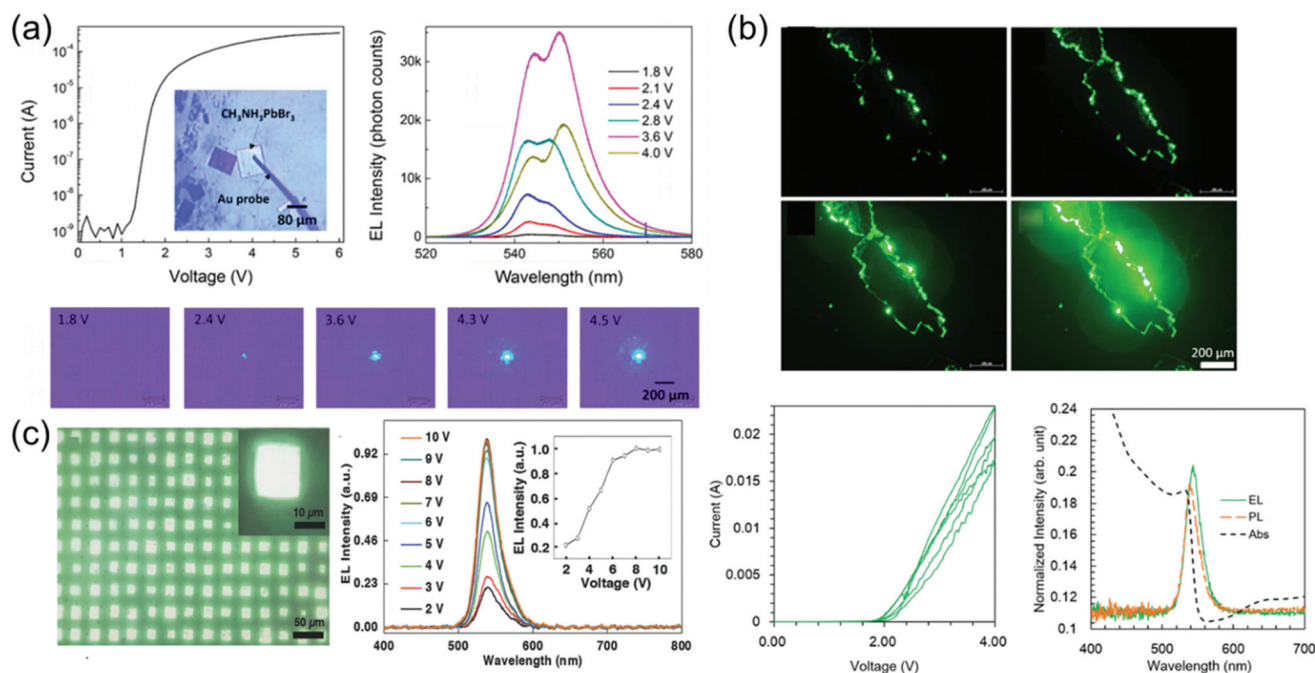 (a)
Current (A)
10⁻⁴
10⁻⁵
10⁻⁶
10⁻⁷
10⁻⁸
10⁻⁹
0 1 2 3 4 5 6
Voltage (V)
CH₃NH₃PbBr₃
Au probe
80 µm
EL Intensity (photon counts)
30k
20k
10k
0
520 540 560 580
Wavelength (nm)
1.8 V
2.1 V
2.4 V
2.8 V
3.6 V
4.0 V
1.8 V
2.4 V
3.6 V
4.3 V
4.5 V
200 µm
(b)
200 µm
Current (A)
0.02
0.015
0.01
0.005
0
0.00 2.00 4.00
Voltage (V)
Normalized Intensity (arb. unit)
0.24
0.22
0.2
0.18
0.16
0.14
0.12
0.1
400 500 600 700
Wavelength (nm)
EL
PL
Abs
(c)
10 µm
50 µm
EL Intensity (a.u.)
0.92
0.69
0.46
0.23
0.00
400 500 600 700 800
Wavelength (nm)
10 V
9 V
8 V
7 V
6 V
5 V
4 V
3 V
2 V
EL Intensity (a.u.)
1.0
0.8
0.6
0.4
0.2
2 4 6 8 10
Voltage (V)